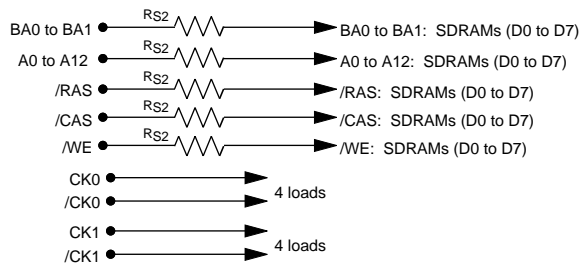 BA0 to BA1 RS2 BA0 to BA1: SDRAMs (D0 to D7)
A0 to A12 RS2 A0 to A12: SDRAMs (D0 to D7)
/RAS RS2 /RAS: SDRAMs (D0 to D7)
/CAS RS2 /CAS: SDRAMs (D0 to D7)
/WE RS2 /WE: SDRAMs (D0 to D7)
CK0
/CK0 4 loads
CK1
/CK1 4 loads